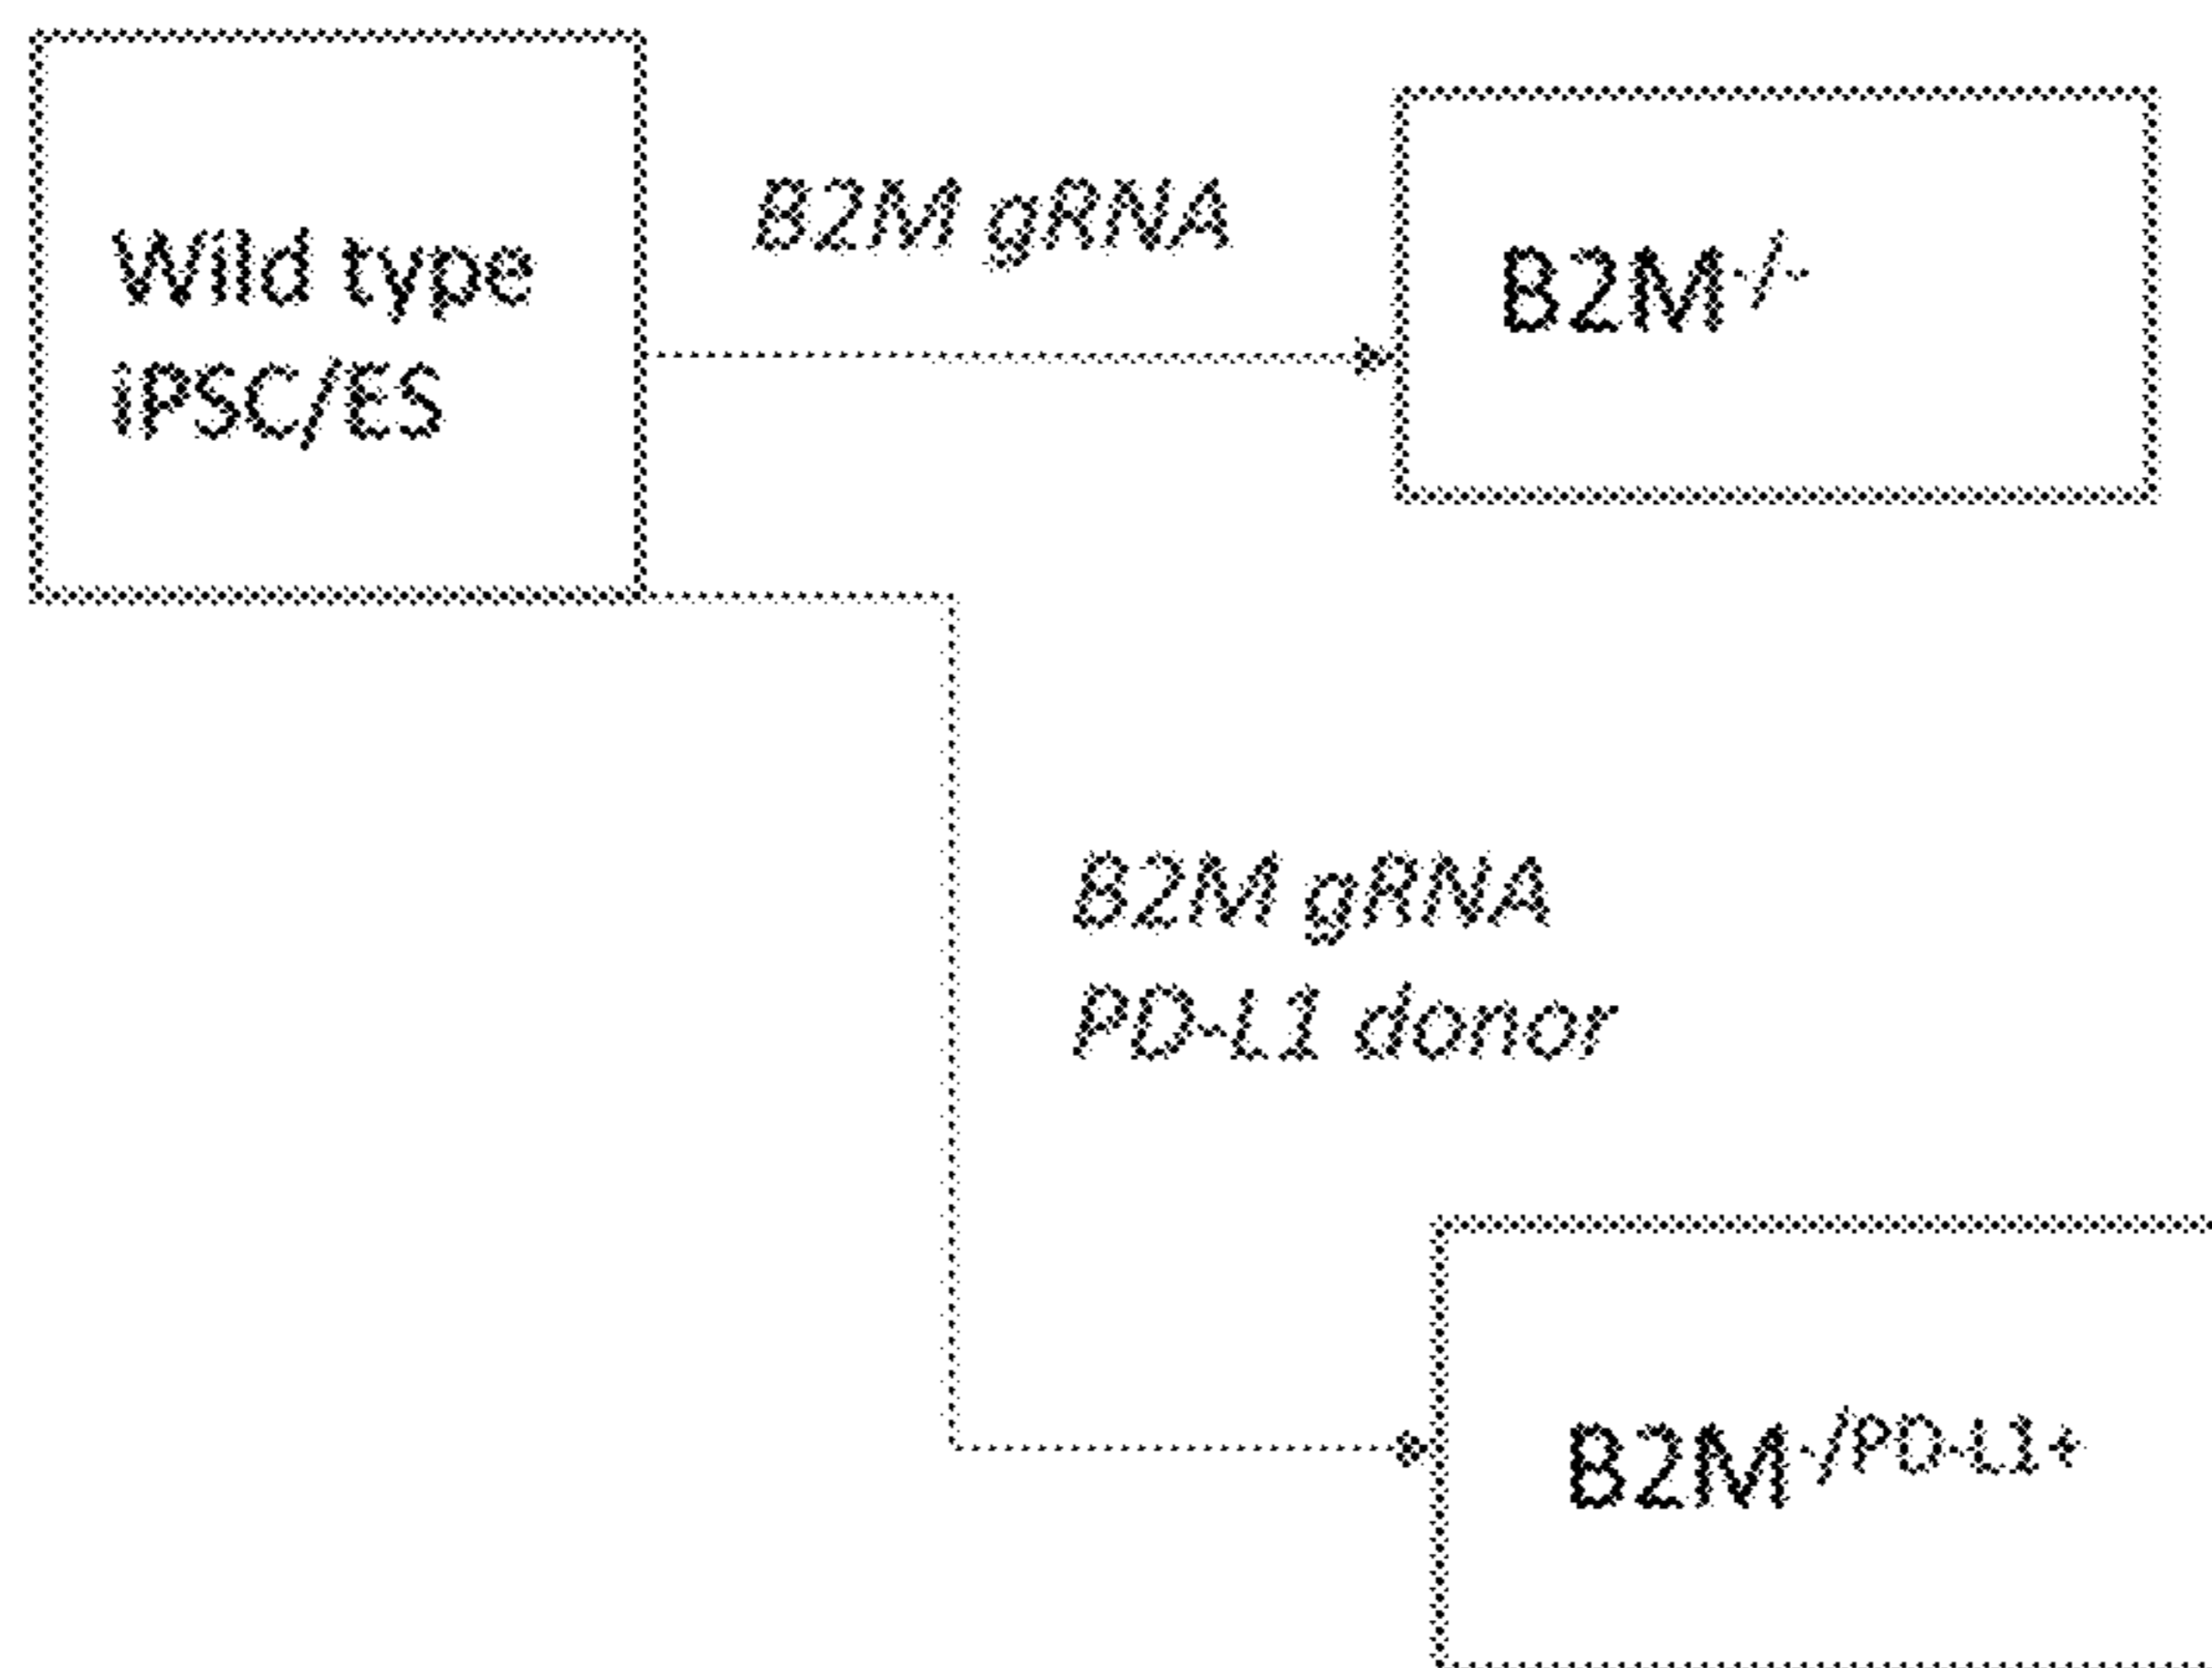 Wild type
iPSC/ES
B2M gRNA
B2M -/-
B2M gRNA
PD-L1 donor
B2M -/PD-L1+